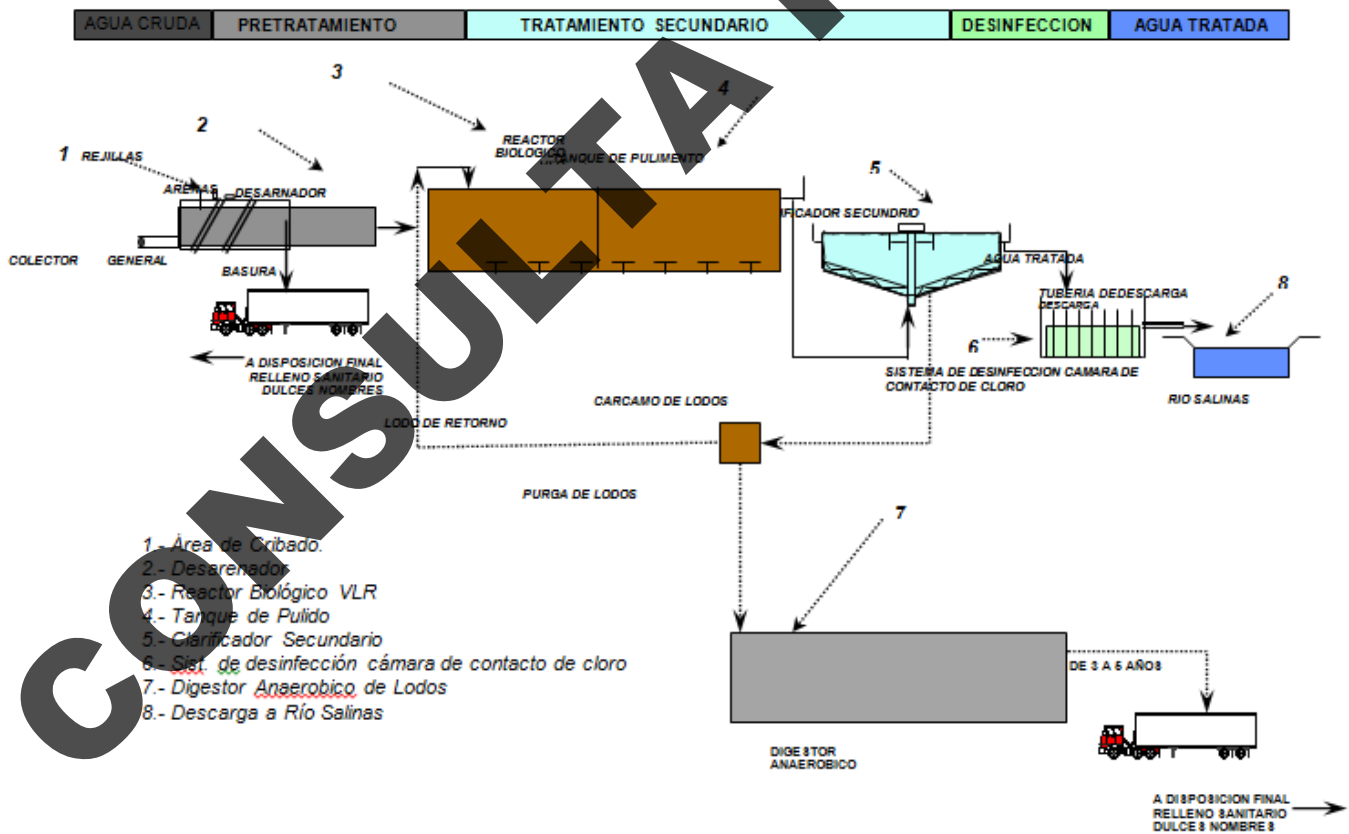 AGUA CRUDA
PRETRATAMIENTO
TRATAMIENTO SECUNDARIO
DESINFECCION
AGUA TRATADA
3
4
2
REACTOR
BIOLOGICO
TANQUE DE PULIMENTO
1 REJILLAS
5
ARENAS
DESARNADOR
IFICADOR SECUNDRIO
COLECTOR GENERAL
BASURA
AGUA TRATADA
TUBERIA DEDESCARGA
DESCARGA
8
6
A DISPOSICION FINAL
RELLENO SANITARIO
DULCES NOMBRES
SISTEMA DE DESINFECCION CAMARA DE
CONTACTO DE CLORO
RIO SALINAS
CARCAMO DE LODOS
LODO DE RETORNO
PURGA DE LODOS
7
1.- Área de Cribado.
2.- Desarenador
3.- Reactor Biológico VLR
4.- Tanque de Pulido
5.- Clarificador Secundario
6.- Sist. de desinfección cámara de contacto de cloro
7.- Digestor Anaerobico de Lodos
8.- Descarga a Río Salinas
DE 3 A 5 AÑOS
DIGESTOR
ANAEROBICO
A DISPOSICION FINAL
RELLENO SANITARIO
DULCES NOMBRES
CONSULTA